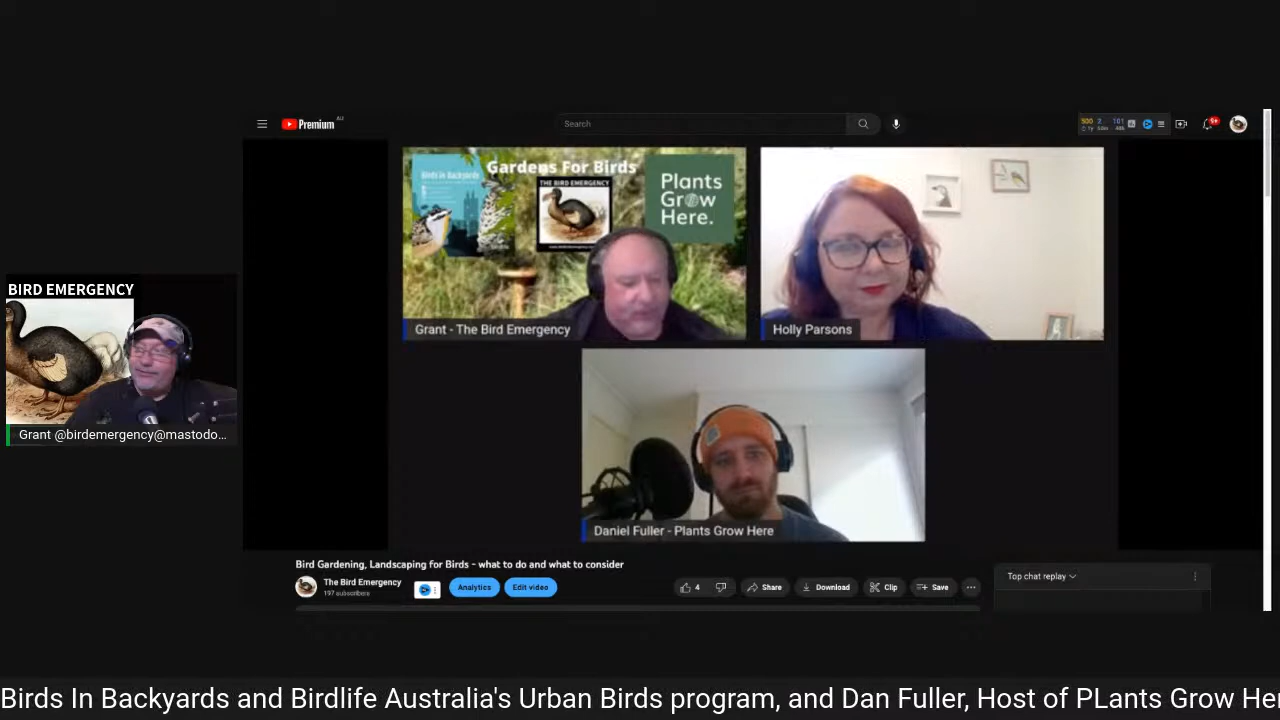 Premium
AU
Search
9+
Birds in Backyards
Gardens For Birds
THE BIRD EMERGENCY
Plants
Grow
Here.
Grant - The Bird Emergency
Holly Parsons
BIRD EMERGENCY
Grant @birdemergency@mastodo...
Daniel Fuller - Plants Grow Here
Bird Gardening, Landscaping for Birds - what to do and what to consider
The Bird Emergency
197 subscribers
Analytics
Edit video
4
Share
Download
Clip
Save
Top chat replay
Birds In Backyards and Birdlife Australia's Urban Birds program, and Dan Fuller, Host of PLants Grow Her